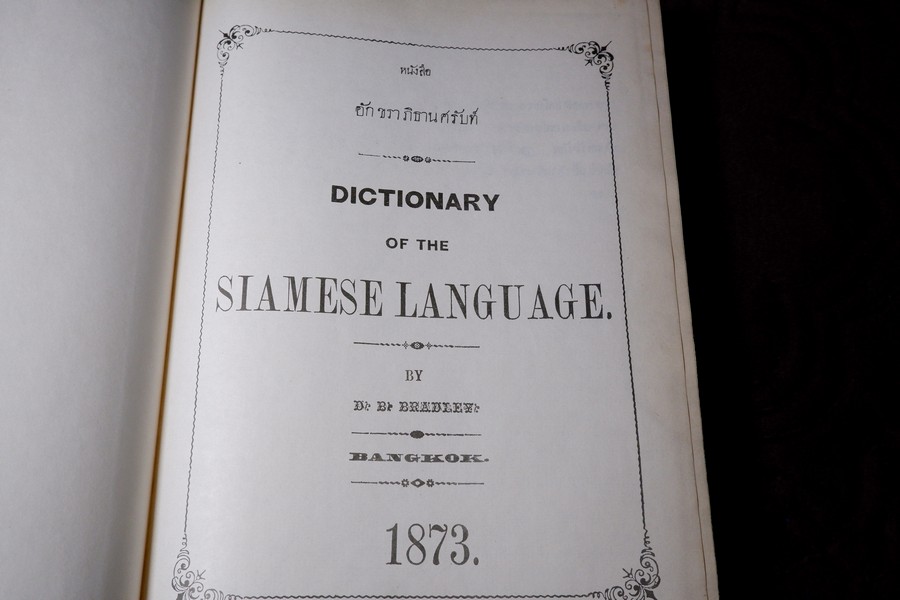 หนังสือ
อักขราภิธานศรับท์
DICTIONARY
OF THE
SIAMESE LANGUAGE.
BY
D. B. BRADLEY.
BANGKOK.
1873.